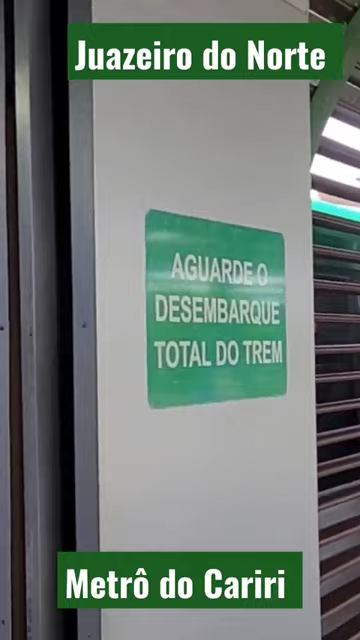 Juazeiro do Norte
AGUARDE O
DESEMBARQUE
TOTAL DO TREM
Metrô do Cariri